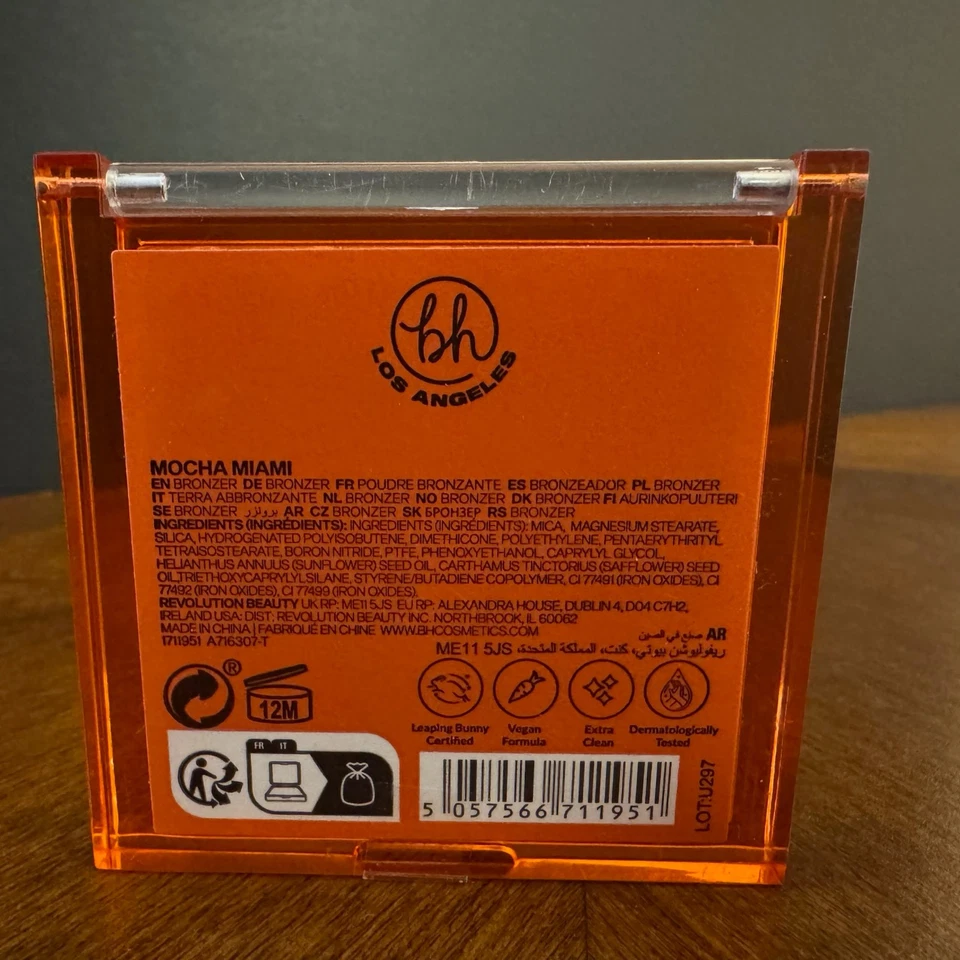 bh
LOS ANGELES
MOCHA MIAMI
EN BRONZER DE BRONZER FR POUDRE BRONZANTE ES BRONZEADOR PL BRONZER
IT TERRA ABBRONZANTE NL BRONZER NO BRONZER DK BRONZER FI AURINKOPUUTERI
SE BRONZER برونزر AR CZ BRONZER SK БРОНЗЕР RS BRONZER
INGREDIENTS (INGRÉDIENTS): INGREDIENTS (INGRÉDIENTS): MICA, MAGNESIUM STEARATE,
SILICA, HYDROGENATED POLYISOBUTENE, DIMETHICONE, POLYETHYLENE, PENTAERYTHRITYL
TETRAISOSTEARATE, BORON NITRIDE, PTFE, PHENOXYETHANOL, CAPRYLYL GLYCOL,
HELIANTHUS ANNUUS (SUNFLOWER) SEED OIL, CARTHAMUS TINCTORIUS (SAFFLOWER) SEED
OIL,TRIETHOXYCAPRYLYLSILANE, STYRENE/BUTADIENE COPOLYMER, CI 77491 (IRON OXIDES), CI
77492 (IRON OXIDES), CI 77499 (IRON OXIDES).
REVOLUTION BEAUTY UK RP: ME11 5JS EU RP: ALEXANDRA HOUSE, DUBLIN 4, D04 C7H2,
IRELAND USA: DIST: REVOLUTION BEAUTY INC. NORTHBROOK, IL 60062
MADE IN CHINA | FABRIQUÉ EN CHINE WWW.BHCOSMETICS.COM
1711951 A716307-T
AR صنع في الصين
ريفوليوشن بيوتي، كنت، المملكة المتحدة، ME11 5JS
®
12M
Leaping Bunny Certified
Vegan Formula
Extra Clean
Dermatologically Tested
FR IT
5 057566 711951
LOT:U297